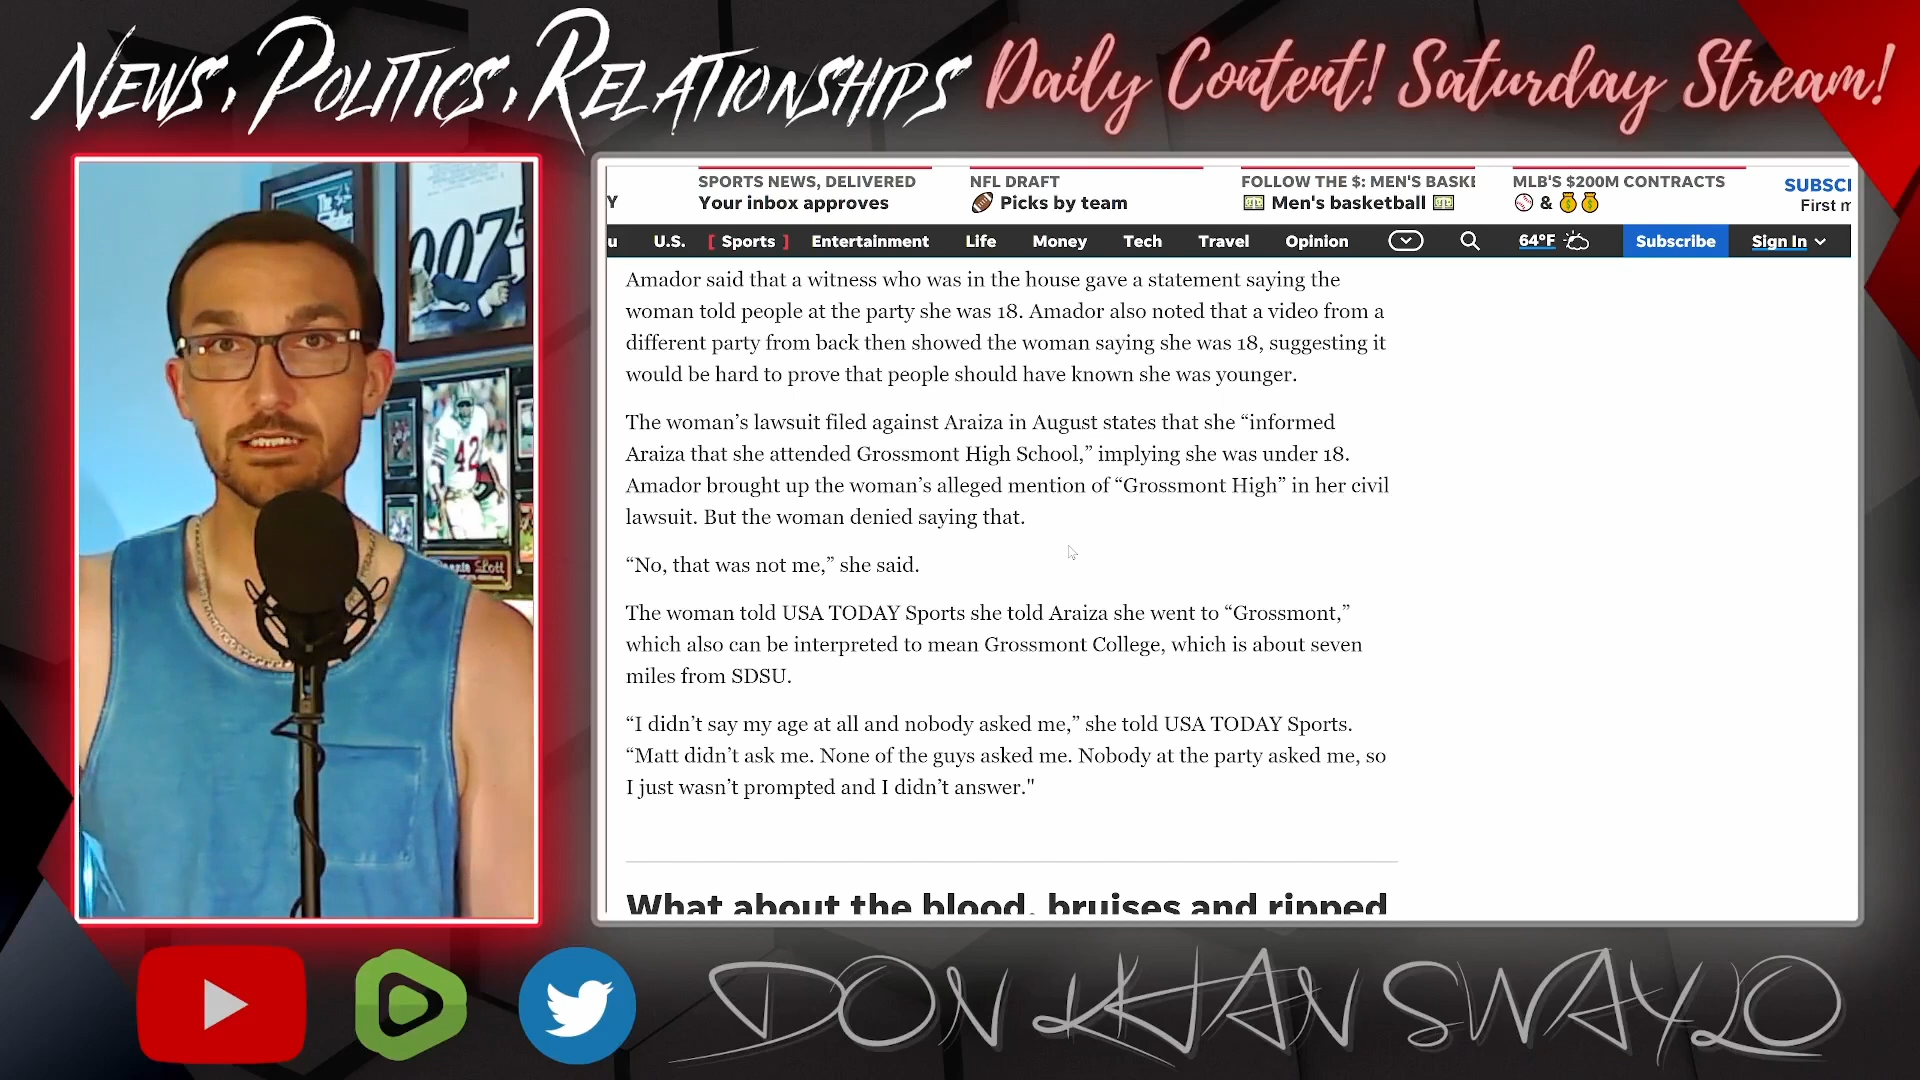 NEWS, POLITICS, RELATIONSHIPS
Daily Content! Saturday Stream!
007
42
Lott
Y
SPORTS NEWS, DELIVERED
Your inbox approves
NFL DRAFT
🏈 Picks by team
FOLLOW THE $: MEN'S BASKE
💵 Men's basketball 💵
MLB'S $200M CONTRACTS
⚾ & 💰💰
SUBSCI
First m
u U.S. [ Sports ] Entertainment Life Money Tech Travel Opinion 64°F Subscribe Sign In
Amador said that a witness who was in the house gave a statement saying the
woman told people at the party she was 18. Amador also noted that a video from a
different party from back then showed the woman saying she was 18, suggesting it
would be hard to prove that people should have known she was younger.
The woman’s lawsuit filed against Araiza in August states that she “informed
Araiza that she attended Grossmont High School,” implying she was under 18.
Amador brought up the woman’s alleged mention of “Grossmont High” in her civil
lawsuit. But the woman denied saying that.
“No, that was not me,” she said.
The woman told USA TODAY Sports she told Araiza she went to “Grossmont,”
which also can be interpreted to mean Grossmont College, which is about seven
miles from SDSU.
“I didn’t say my age at all and nobody asked me,” she told USA TODAY Sports.
“Matt didn’t ask me. None of the guys asked me. Nobody at the party asked me, so
I just wasn’t prompted and I didn’t answer."
What about the blood, bruises and ripped
DON KHAN SWAYLO